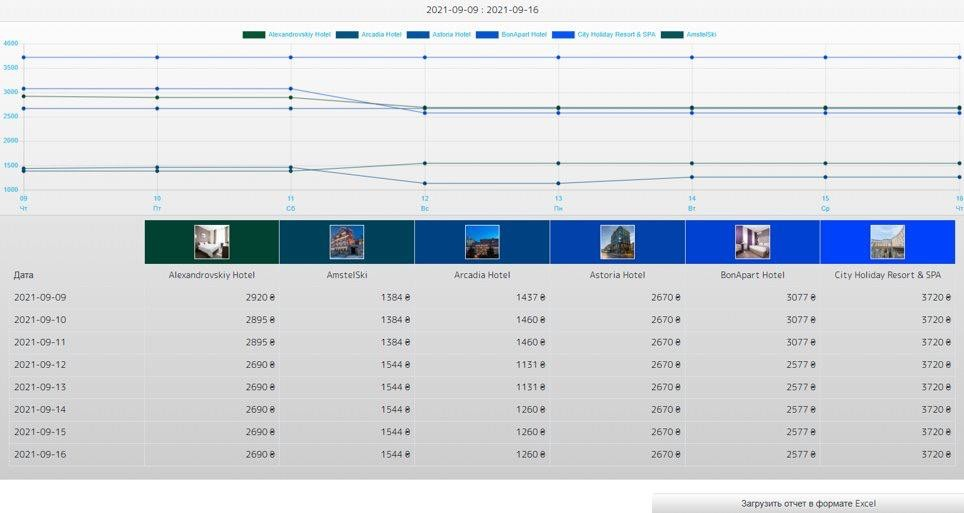 2021-09-09 : 2021-09-16
Alexandrovskiy Hotel Arcadia Hotel Astoria Hotel BonApart Hotel City Holiday Resort & SPA AmstelSki
4000
3500
3000
2500
2000
1500
1000
09 10 11 12 13 14 15 16
Чт Пт Сб Вс Пн Вт Ср Чт
Дата Alexandrovskiy Hotel AmstelSki Arcadia Hotel Astoria Hotel BonApart Hotel City Holiday Resort & SPA
2021-09-09 2920 ₴ 1384 ₴ 1437 ₴ 2670 ₴ 3077 ₴ 3720 ₴
2021-09-10 2895 ₴ 1384 ₴ 1460 ₴ 2670 ₴ 3077 ₴ 3720 ₴
2021-09-11 2895 ₴ 1384 ₴ 1460 ₴ 2670 ₴ 3077 ₴ 3720 ₴
2021-09-12 2690 ₴ 1544 ₴ 1131 ₴ 2670 ₴ 2577 ₴ 3720 ₴
2021-09-13 2690 ₴ 1544 ₴ 1131 ₴ 2670 ₴ 2577 ₴ 3720 ₴
2021-09-14 2690 ₴ 1544 ₴ 1260 ₴ 2670 ₴ 2577 ₴ 3720 ₴
2021-09-15 2690 ₴ 1544 ₴ 1260 ₴ 2670 ₴ 2577 ₴ 3720 ₴
2021-09-16 2690 ₴ 1544 ₴ 1260 ₴ 2670 ₴ 2577 ₴ 3720 ₴
Загрузить отчет в формате Excel